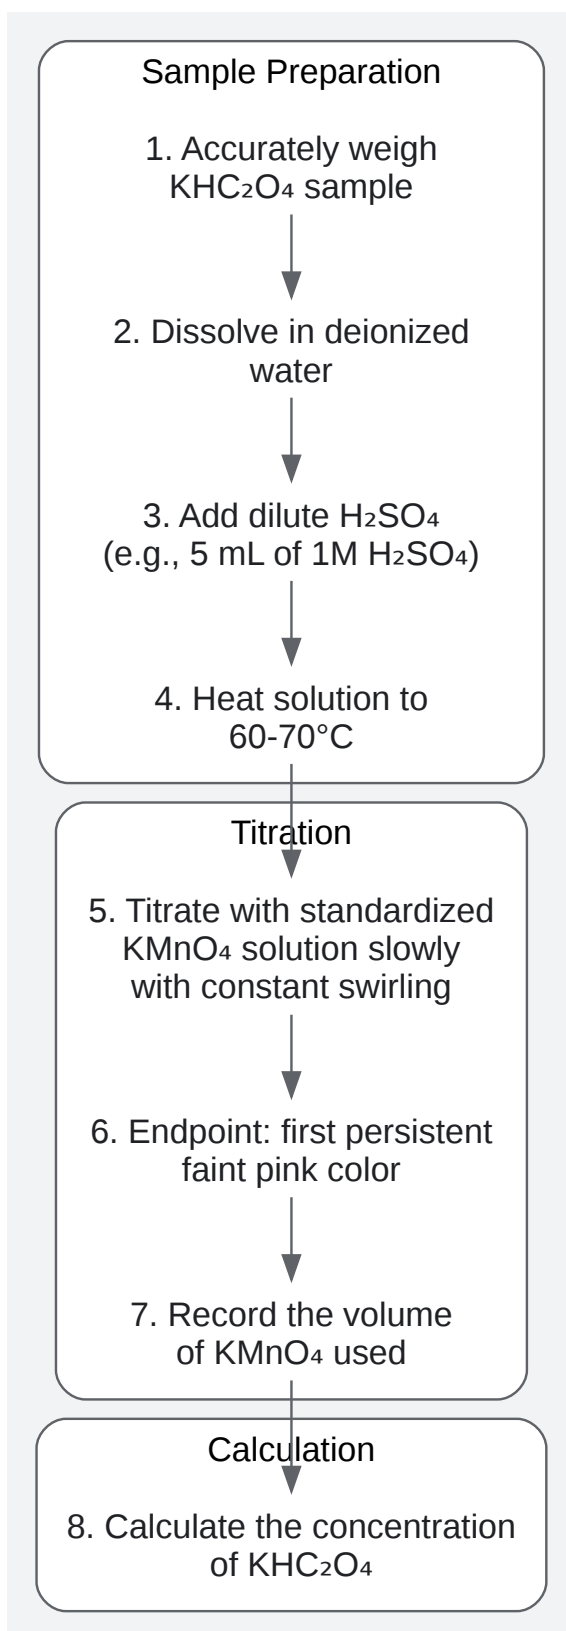 Sample Preparation
1. Accurately weigh
KHC₂O₄ sample
2. Dissolve in deionized
water
3. Add dilute H₂SO₄
(e.g., 5 mL of 1M H₂SO₄)
4. Heat solution to
60-70°C
Titration
5. Titrate with standardized
KMnO₄ solution slowly
with constant swirling
6. Endpoint: first persistent
faint pink color
7. Record the volume
of KMnO₄ used
Calculation
8. Calculate the concentration
of KHC₂O₄